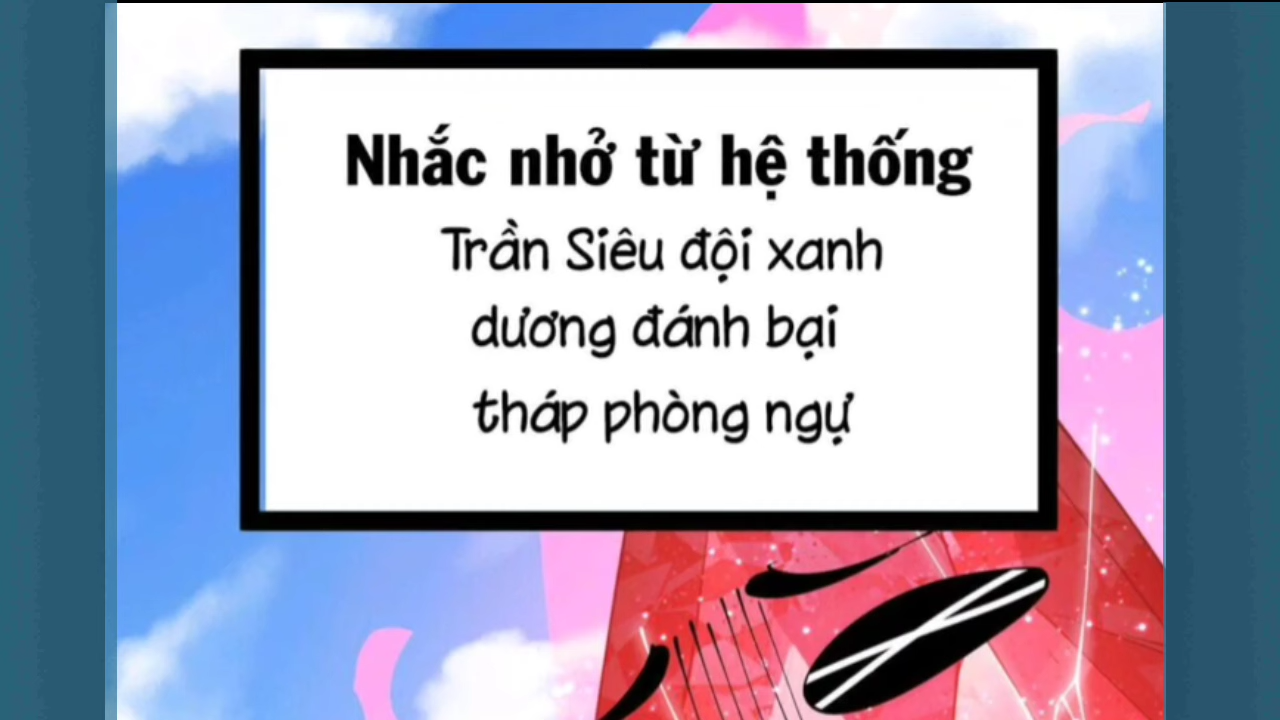 Nhắc nhở từ hệ thống
Trần Siêu đội xanh
dương đánh bại
tháp phòng ngự